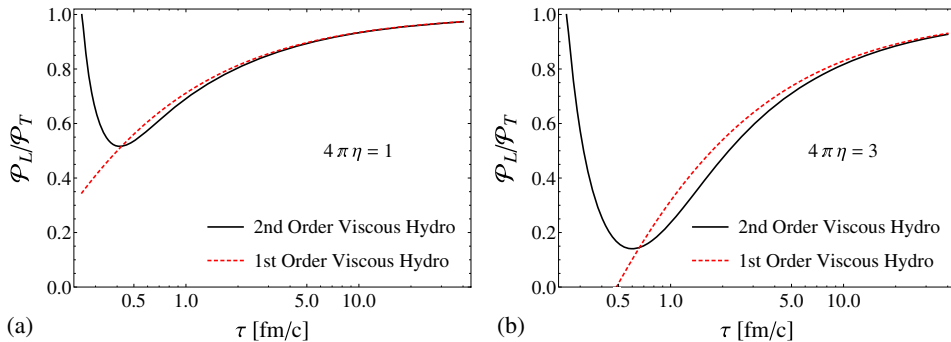 1.0
0.8
0.6
0.4
0.2
0.0
𝒫_L/𝒫_T
4 π η = 1
2nd Order Viscous Hydro
1st Order Viscous Hydro
0.5 1.0 5.0 10.0
(a)
τ [fm/c]
1.0
0.8
0.6
0.4
0.2
0.0
𝒫_L/𝒫_T
4 π η = 3
2nd Order Viscous Hydro
1st Order Viscous Hydro
0.5 1.0 5.0 10.0
(b)
τ [fm/c]